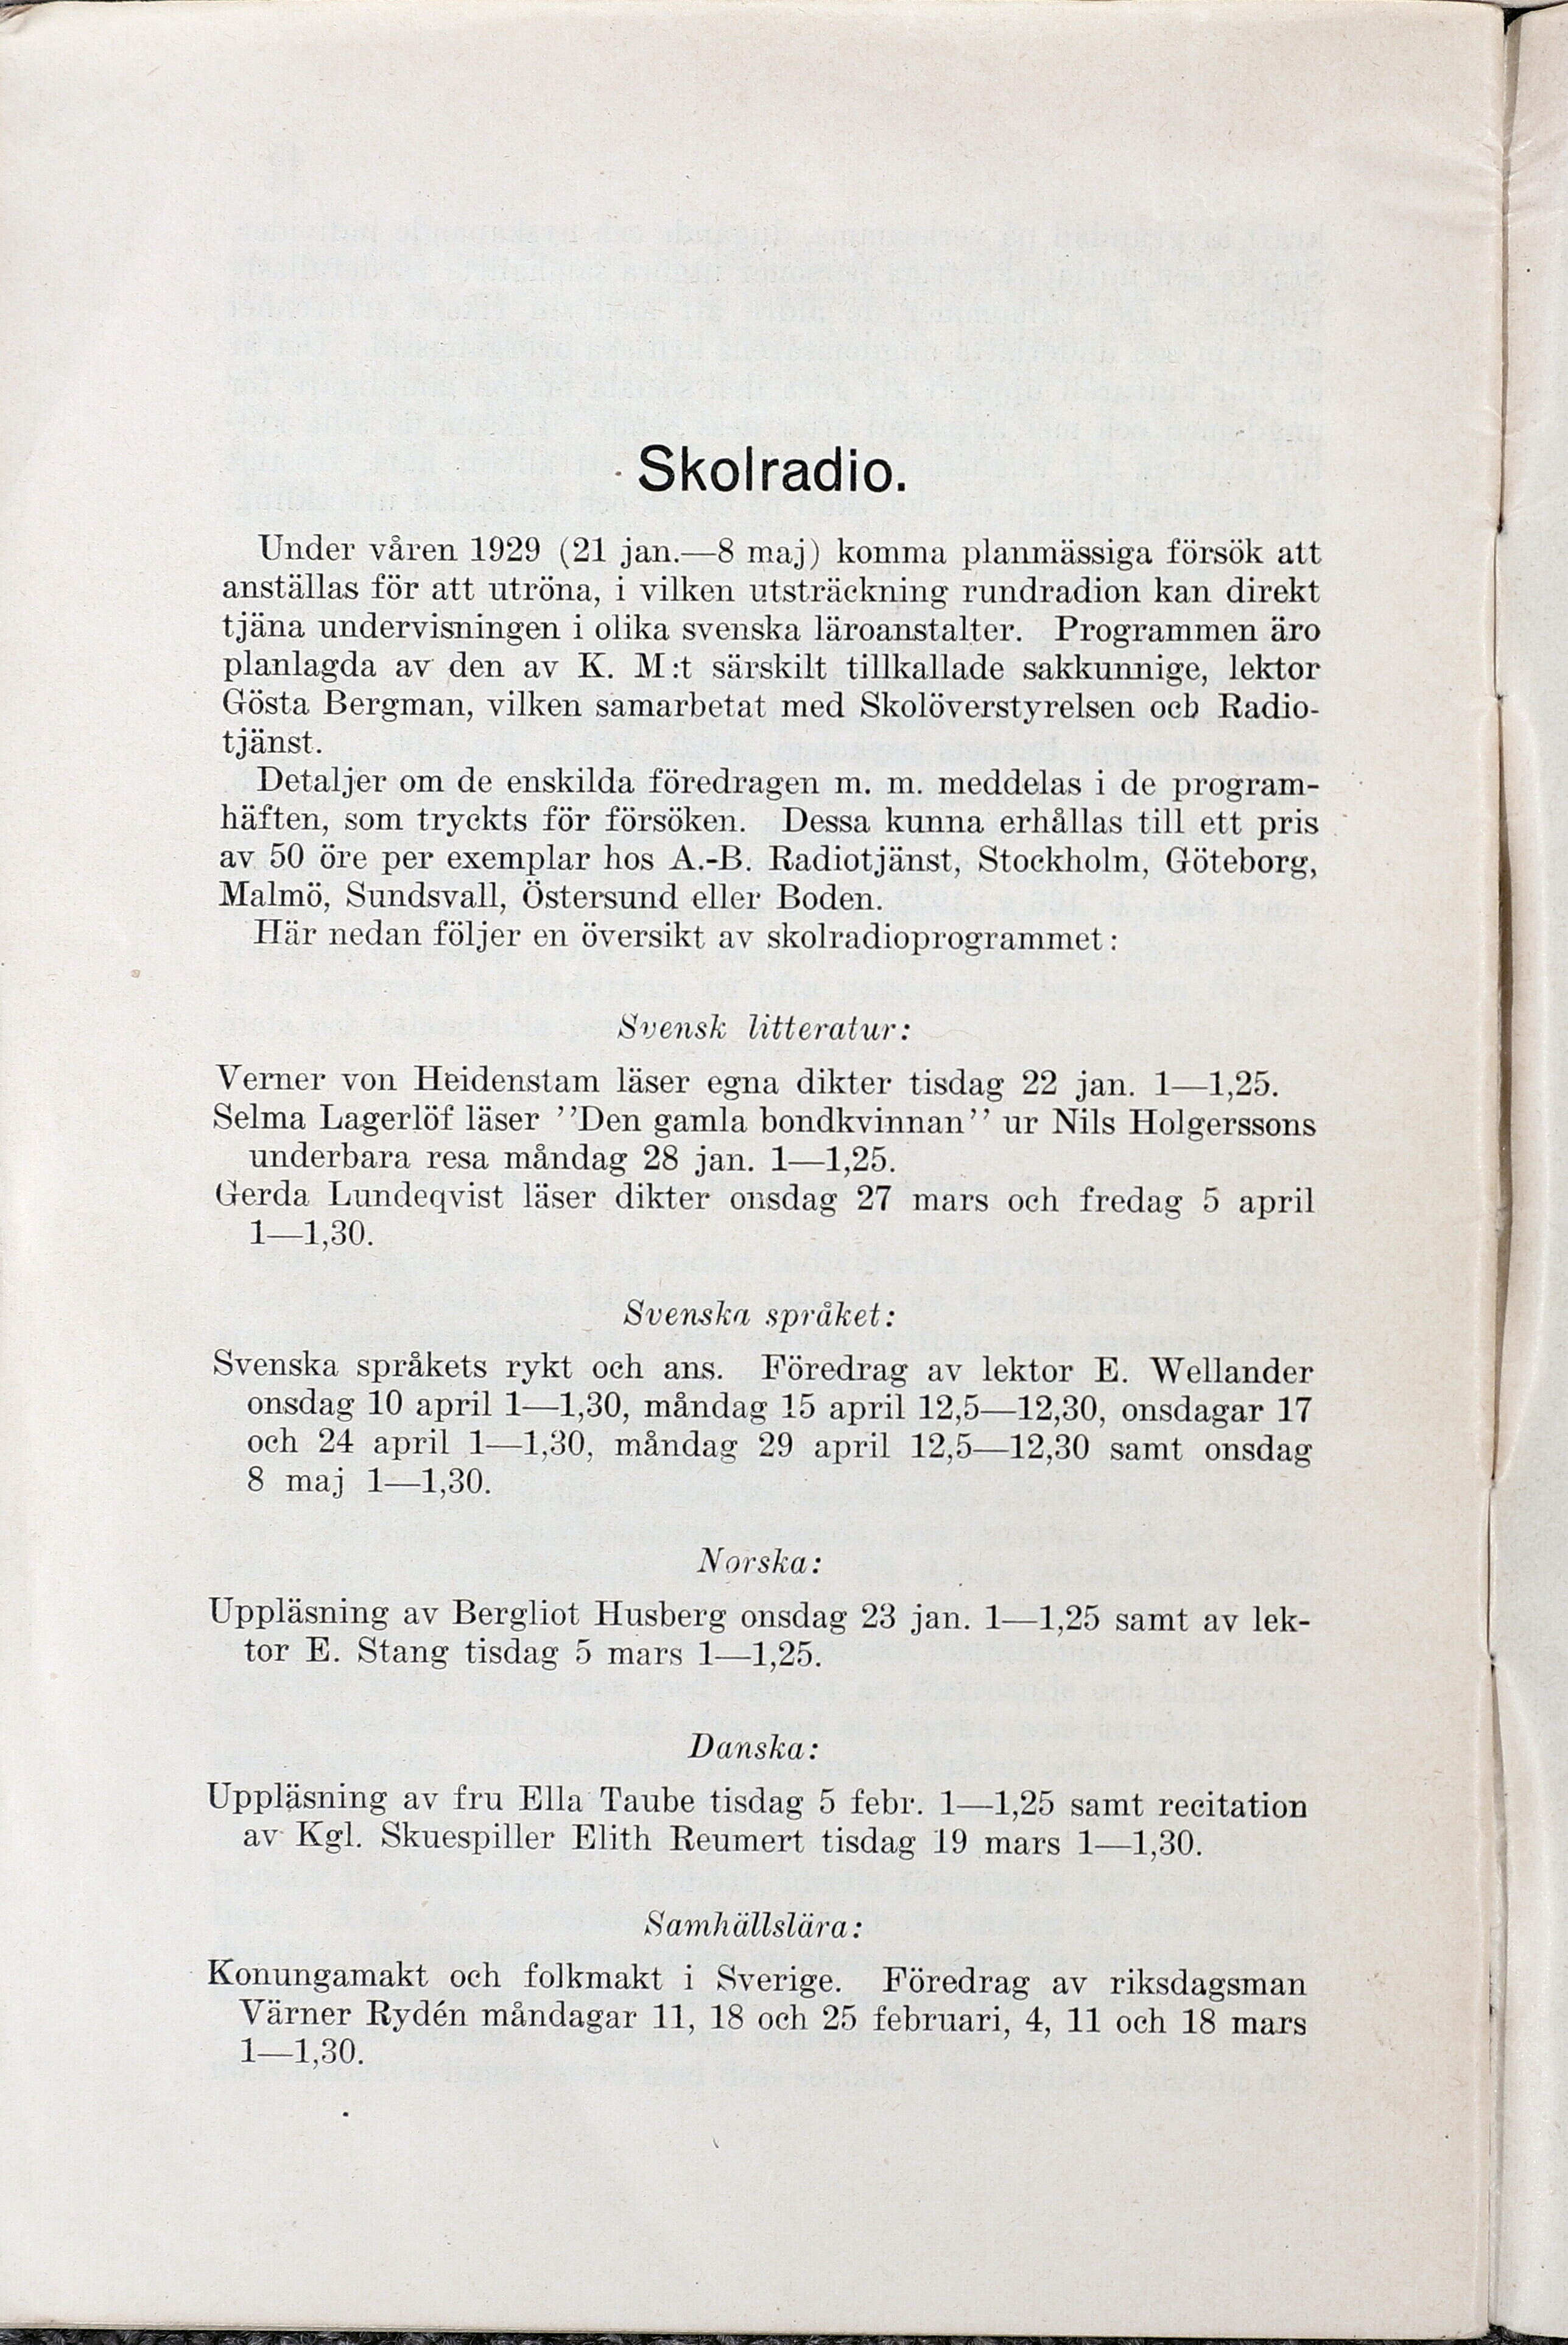 Skolradio.
Under våren 1929 (21 jan.—8 maj) komma planmässiga försök att
anställas för att utröna, i vilken utsträckning rundradion kan direkt
tjäna undervisningen i olika svenska läroanstalter. Programmen äro
planlagda av den av K. M:t särskilt tillkallade sakkunnige, lektor
Gösta Bergman, vilken samarbetat med Skolöverstyrelsen och Radio-
tjänst.
Detaljer om de enskilda föredragen m. m. meddelas i de program-
häften, som tryckts för försöken. Dessa kunna erhållas till ett pris
av 50 öre per exemplar hos A.-B. Radiotjänst, Stockholm, Göteborg,
Malmö, Sundsvall, Östersund eller Boden.
Här nedan följer en översikt av skolradioprogrammet:
Svensk litteratur:
Verner von Heidenstam läser egna dikter tisdag 22 jan. 1—1,25.
Selma Lagerlöf läser ’’Den gamla bondkvinnan’’ ur Nils Holgerssons
underbara resa måndag 28 jan. 1—1,25.
Gerda Lundeqvist läser dikter onsdag 27 mars och fredag 5 april
1—1,30.
Svenska språket:
Svenska språkets rykt och ans. Föredrag av lektor E. Wellander
onsdag 10 april 1—1,30, måndag 15 april 12,5—12,30, onsdagar 17
och 24 april 1—1,30, måndag 29 april 12,5—12,30 samt onsdag
8 maj 1—1,30.
Norska:
Uppläsning av Bergliot Husberg onsdag 23 jan. 1—1,25 samt av lek-
tor E. Stang tisdag 5 mars 1—1,25.
Danska:
Uppläsning av fru Ella Taube tisdag 5 febr. 1—1,25 samt recitation
av Kgl. Skuespiller Elith Reumert tisdag 19 mars 1—1,30.
Samhällslära:
Konungamakt och folkmakt i Sverige. Föredrag av riksdagsman
Värner Rydén måndagar 11, 18 och 25 februari, 4, 11 och 18 mars
1—1,30.